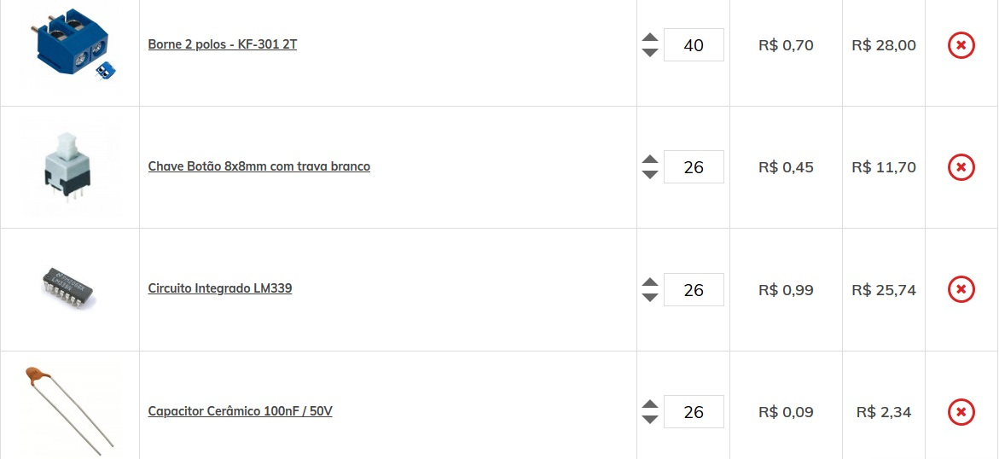 Borne 2 polos - KF-301 2T 40 R$ 0,70 R$ 28,00
Chave Botão 8x8mm com trava branco 26 R$ 0,45 R$ 11,70
LM339N
Circuito Integrado LM339 26 R$ 0,99 R$ 25,74
Capacitor Cerâmico 100nF / 50V 26 R$ 0,09 R$ 2,34